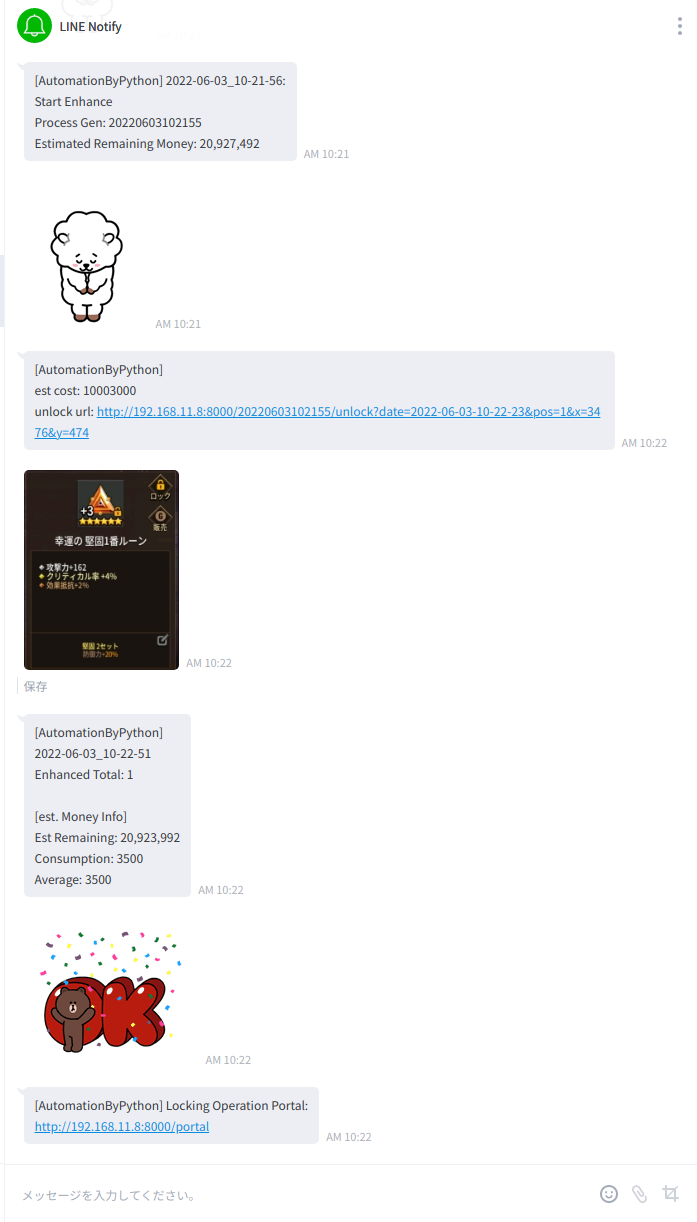 LINE Notify
[AutomationByPython] 2022-06-03_10-21-56:
Start Enhance
Process Gen: 20220603102155
Estimated Remaining Money: 20,927,492
AM 10:21
AM 10:21
[AutomationByPython]
est cost: 10003000
unlock url: http://192.168.11.8:8000/20220603102155/unlock?date=2022-06-03-10-22-23&pos=1&x=34
76&y=474
AM 10:22
+3
ロック
販売
幸運の 堅固1番ルーン
攻撃力+162
クリティカル率 +4%
効果抵抗+2%
堅固 2セット
防御力+20%
AM 10:22
保存
[AutomationByPython]
2022-06-03_10-22-51
Enhanced Total: 1
[est. Money Info]
Est Remaining: 20,923,992
Consumption: 3500
Average: 3500
AM 10:22
OK
AM 10:22
[AutomationByPython] Locking Operation Portal:
http://192.168.11.8:8000/portal
AM 10:22
メッセージを入力してください。